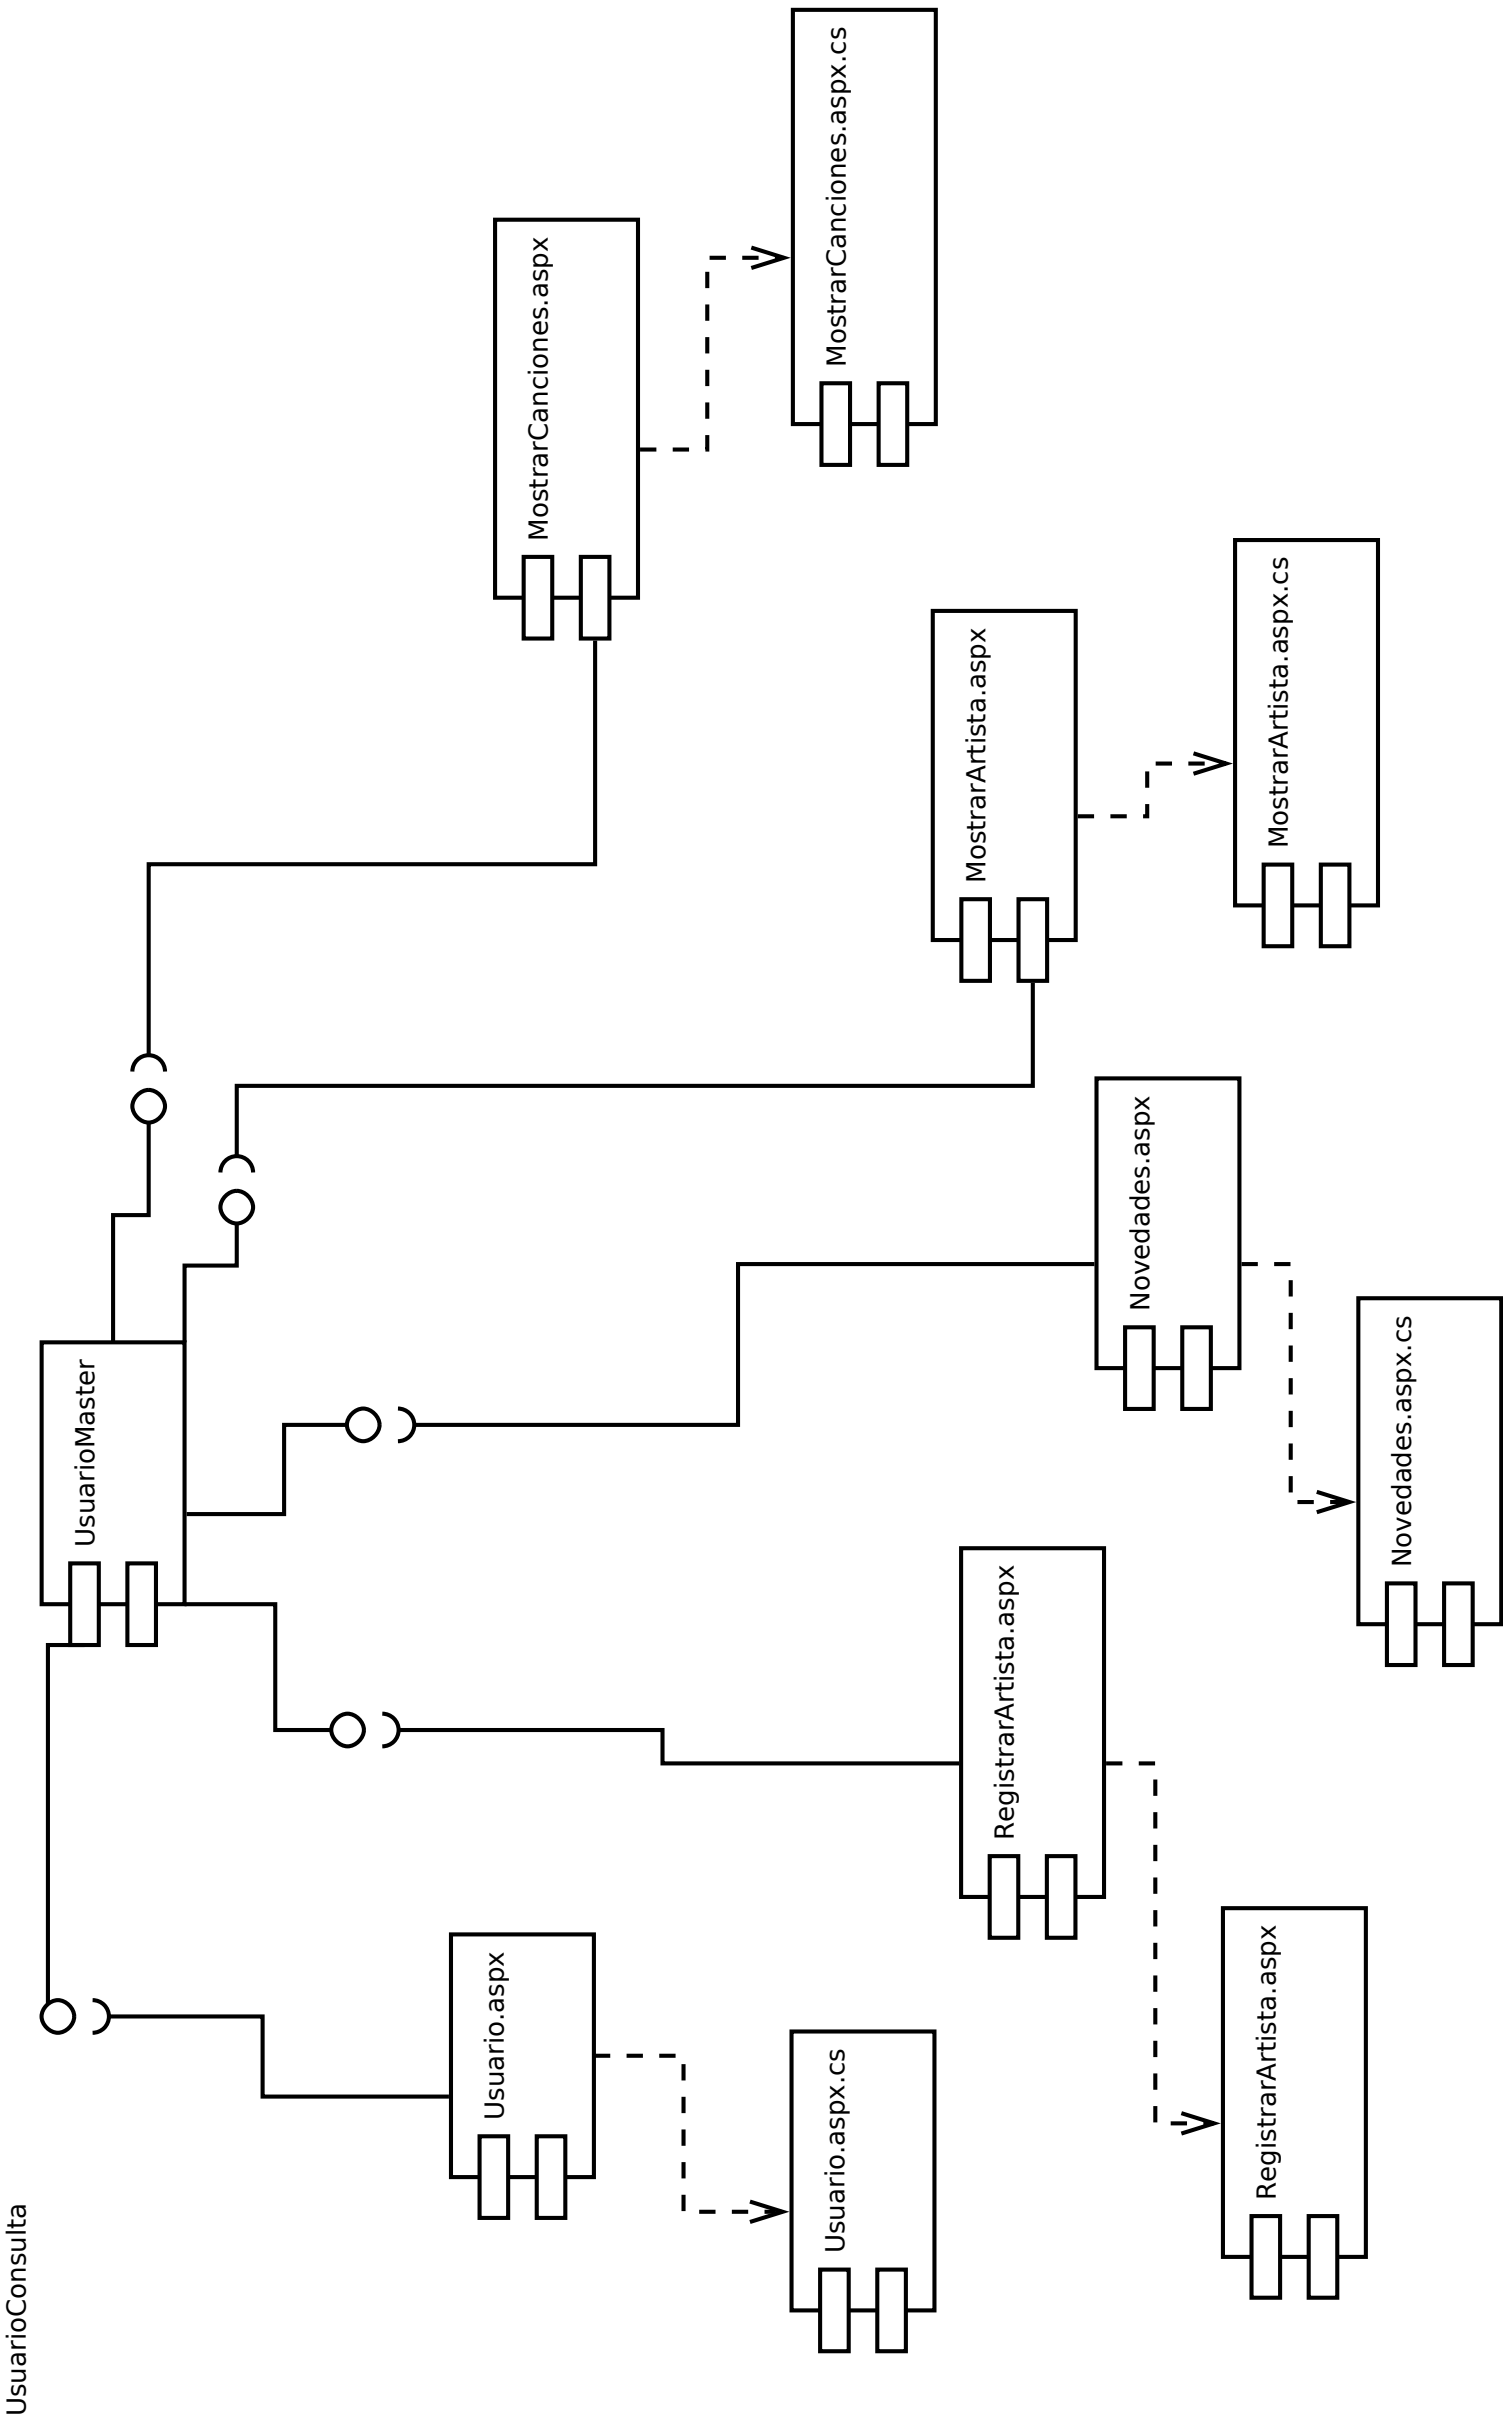 UsuarioConsulta
UsuarioMaster
Usuario.aspx
MostrarCanciones.aspx
Usuario.aspx.cs
MostrarCanciones.aspx.cs
RegistrarArtista.aspx
MostrarArtista.aspx
Novedades.aspx
RegistrarArtista.aspx
MostrarArtista.aspx.cs
Novedades.aspx.cs